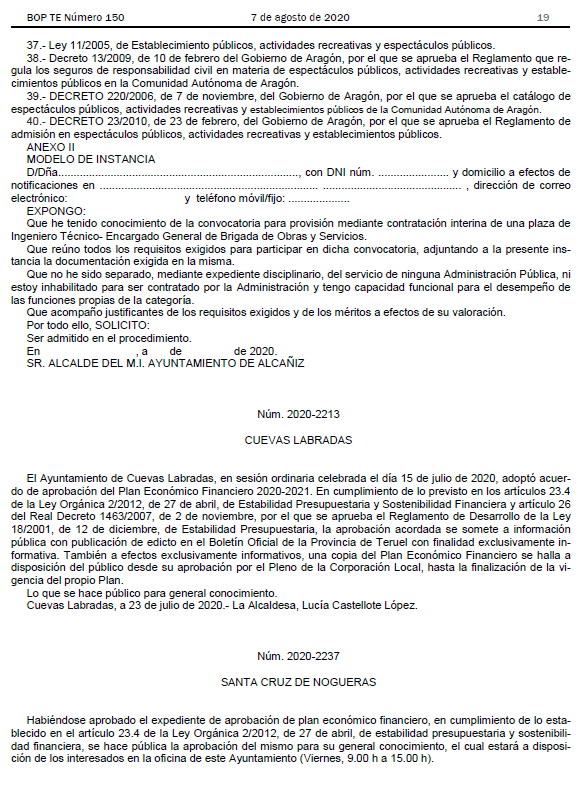 BOP TE Número 150 7 de agosto de 2020 19
37.- Ley 11/2005, de Establecimiento públicos, actividades recreativas y espectáculos públicos.
38.- Decreto 13/2009, de 10 de febrero del Gobierno de Aragón, por el que se aprueba el Reglamento que re-
gula los seguros de responsabilidad civil en materia de espectáculos públicos, actividades recreativas y estable-
cimientos públicos en la Comunidad Autónoma de Aragón.
39.- DECRETO 220/2006, de 7 de noviembre, del Gobierno de Aragón, por el que se aprueba el catálogo de
espectáculos públicos, actividades recreativas y establecimientos públicos de la Comunidad Autónoma de Aragón.
40.- DECRETO 23/2010, de 23 de febrero, del Gobierno de Aragón, por el que se aprueba el Reglamento de
admisión en espectáculos públicos, actividades recreativas y establecimientos públicos.
ANEXO II
MODELO DE INSTANCIA
D/Dña..............................................................................., con DNI núm. ....................... y domicilio a efectos de
notificaciones en ....................................................................... ............................................. , dirección de correo
electrónico: y teléfono móvil/fijo: ....................
EXPONGO:
Que he tenido conocimiento de la convocatoria para provisión mediante contratación interina de una plaza de
Ingeniero Técnico- Encargado General de Brigada de Obras y Servicios.
Que reúno todos los requisitos exigidos para participar en dicha convocatoria, adjuntando a la presente ins-
tancia la documentación exigida en la misma.
Que no he sido separado, mediante expediente disciplinario, del servicio de ninguna Administración Pública, ni
estoy inhabilitado para ser contratado por la Administración y tengo capacidad funcional para el desempeño de
las funciones propias de la categoría.
Que acompaño justificantes de los requisitos exigidos y de los méritos a efectos de su valoración.
Por todo ello, SOLICITO:
Ser admitido en el procedimiento.
En , a de de 2020.
SR. ALCALDE DEL M.I. AYUNTAMIENTO DE ALCAÑIZ
Núm. 2020-2213
CUEVAS LABRADAS
El Ayuntamiento de Cuevas Labradas, en sesión ordinaria celebrada el día 15 de julio de 2020, adoptó acuer-
do de aprobación del Plan Económico Financiero 2020-2021. En cumplimiento de lo previsto en los artículos 23.4
de la Ley Orgánica 2/2012, de 27 de abril, de Estabilidad Presupuestaria y Sostenibilidad Financiera y artículo 26
del Real Decreto 1463/2007, de 2 de noviembre, por el que se aprueba el Reglamento de Desarrollo de la Ley
18/2001, de 12 de diciembre, de Estabilidad Presupuestaria, la aprobación acordada se somete a información
pública con publicación de edicto en el Boletín Oficial de la Provincia de Teruel con finalidad exclusivamente in-
formativa. También a efectos exclusivamente informativos, una copia del Plan Económico Financiero se halla a
disposición del público desde su aprobación por el Pleno de la Corporación Local, hasta la finalización de la vi-
gencia del propio Plan.
Lo que se hace público para general conocimiento.
Cuevas Labradas, a 23 de julio de 2020.- La Alcaldesa, Lucía Castellote López.
Núm. 2020-2237
SANTA CRUZ DE NOGUERAS
Habiéndose aprobado el expediente de aprobación de plan económico financiero, en cumplimiento de lo esta-
blecido en el artículo 23.4 de la Ley Orgánica 2/2012, de 27 de abril, de estabilidad presupuestaria y sostenibili-
dad financiera, se hace pública la aprobación del mismo para su general conocimiento, el cual estará a disposi-
ción de los interesados en la oficina de este Ayuntamiento (Viernes, 9.00 h a 15.00 h).